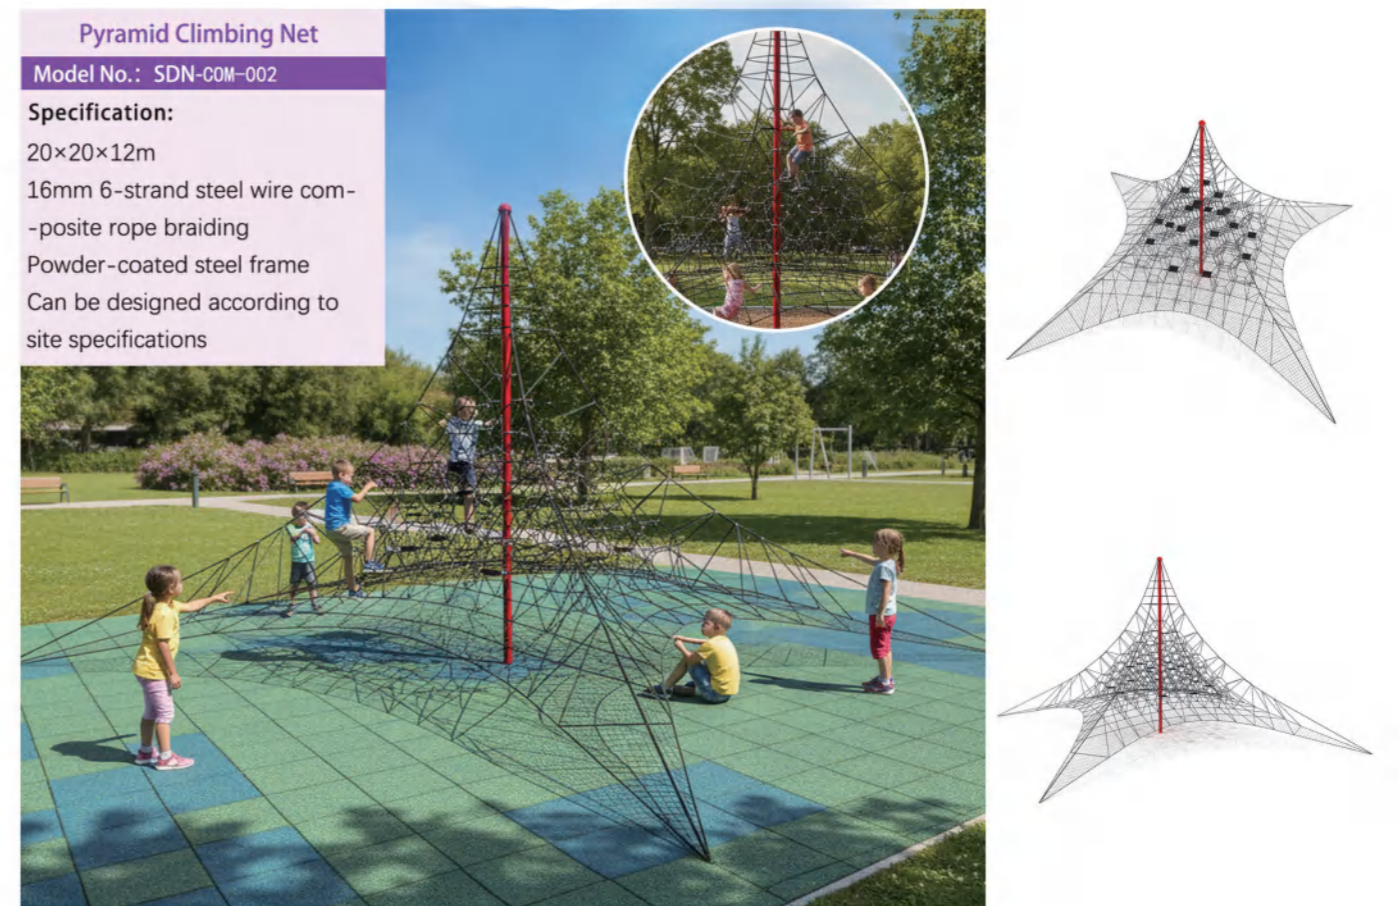 Pyramid Climbing Net
Model No.: SDN-COM-002
Specification:
20×20×12m
16mm 6-strand steel wire com-
-posite rope braiding
Powder-coated steel frame
Can be designed according to
site specifications